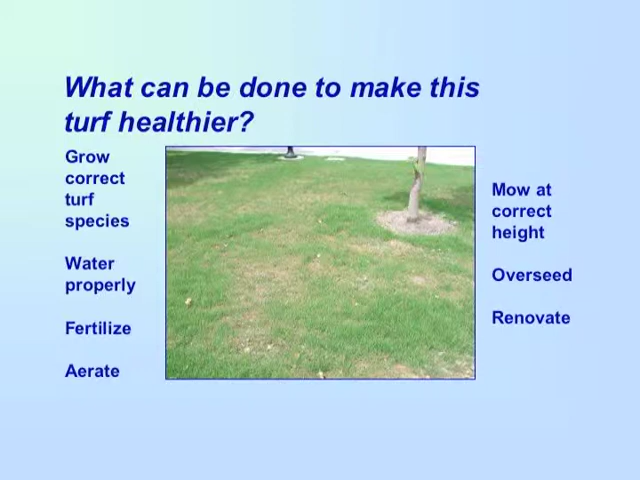 What can be done to make this
turf healthier?
Grow
correct
turf
species
Water
properly
Fertilize
Aerate
Mow at
correct
height
Overseed
Renovate